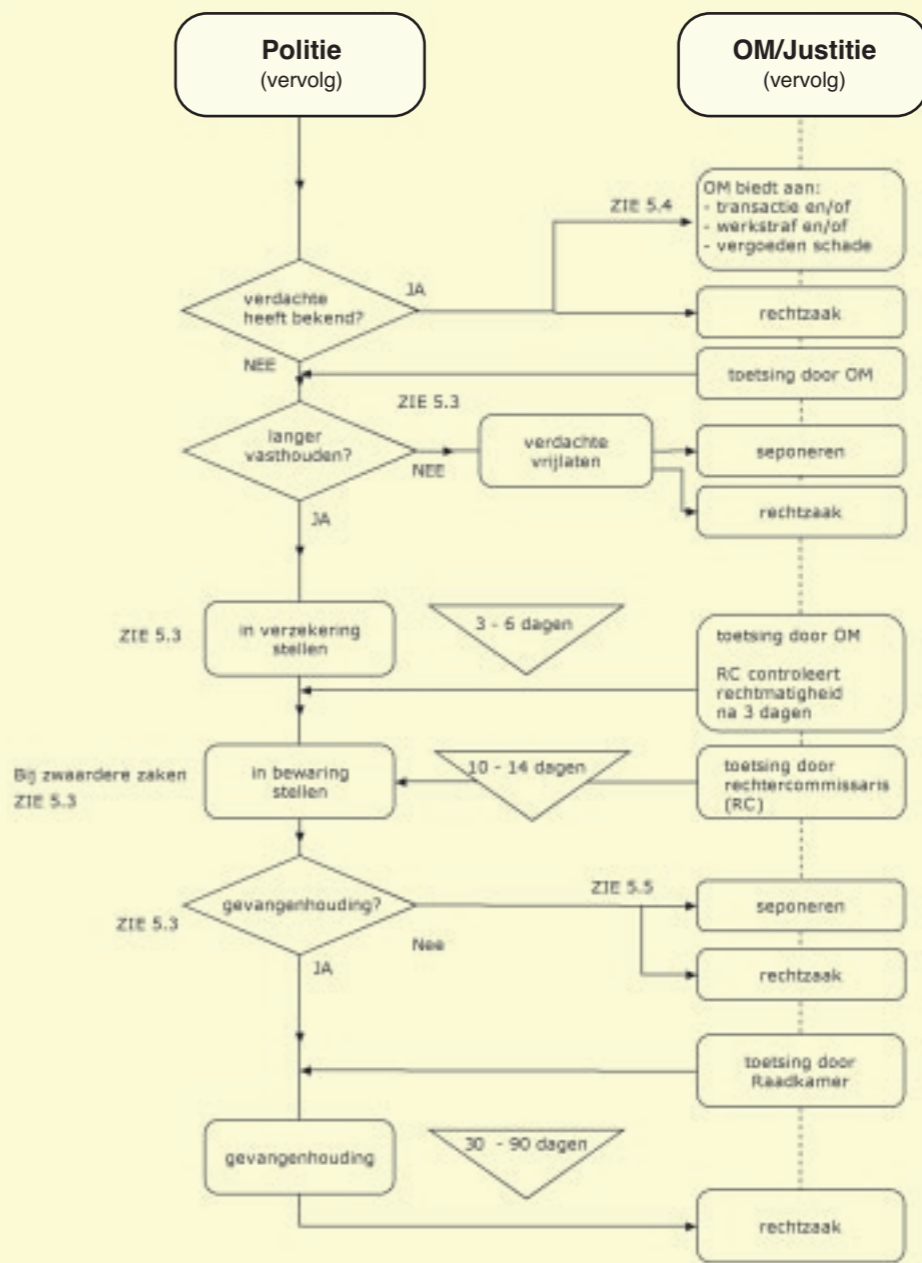 Politie
(vervolg)
OM/Justitie
(vervolg)
OM biedt aan:
- transactie en/of
- werkstraf en/of
- vergoeden schade
ZIE 5.4
verdachte
heeft bekend?
JA
rechtzaak
NEE
toetsing door OM
ZIE 5.3
langer
vasthouden?
NEE
verdachte
vrijlaten
seponeren
rechtzaak
JA
ZIE 5.3
in verzekering
stellen
3 - 6 dagen
toetsing door OM
RC controleert
rechtmatigheid
na 3 dagen
Bij zwaardere zaken
ZIE 5.3
in bewaring
stellen
10 - 14 dagen
toetsing door
rechtercommissaris
(RC)
ZIE 5.3
gevangenhouding?
ZIE 5.5
seponeren
Nee
rechtzaak
JA
toetsing door
Raadkamer
gevangenhouding
30 - 90 dagen
rechtzaak